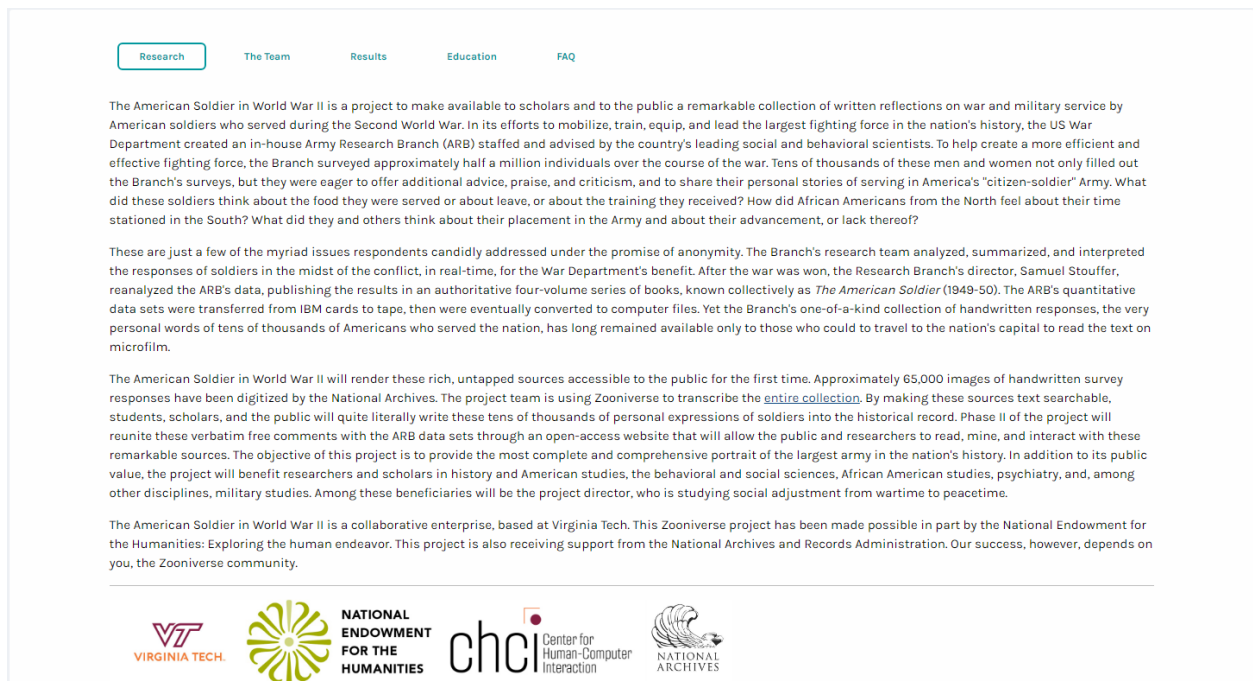 Research
The Team
Results
Education
FAQ
The American Soldier in World War II is a project to make available to scholars and to the public a remarkable collection of written reflections on war and military service by
American soldiers who served during the Second World War. In its efforts to mobilize, train, equip, and lead the largest fighting force in the nation's history, the US War
Department created an in-house Army Research Branch (ARB) staffed and advised by the country's leading social and behavioral scientists. To help create a more efficient and
effective fighting force, the Branch surveyed approximately half a million individuals over the course of the war. Tens of thousands of these men and women not only filled out
the Branch's surveys, but they were eager to offer additional advice, praise, and criticism, and to share their personal stories of serving in America's "citizen-soldier" Army. What
did these soldiers think about the food they were served or about leave, or about the training they received? How did African Americans from the North feel about their time
stationed in the South? What did they and others think about their placement in the Army and about their advancement, or lack thereof?
These are just a few of the myriad issues respondents candidly addressed under the promise of anonymity. The Branch's research team analyzed, summarized, and interpreted
the responses of soldiers in the midst of the conflict, in real-time, for the War Department's benefit. After the war was won, the Research Branch's director, Samuel Stouffer,
reanalyzed the ARB's data, publishing the results in an authoritative four-volume series of books, known collectively as The American Soldier (1949-50). The ARB's quantitative
data sets were transferred from IBM cards to tape, then were eventually converted to computer files. Yet the Branch's one-of-a-kind collection of handwritten responses, the very
personal words of tens of thousands of Americans who served the nation, has long remained available only to those who could to travel to the nation's capital to read the text on
microfilm.
The American Soldier in World War II will render these rich, untapped sources accessible to the public for the first time. Approximately 65,000 images of handwritten survey
responses have been digitized by the National Archives. The project team is using Zooniverse to transcribe the entire collection. By making these sources text searchable,
students, scholars, and the public will quite literally write these tens of thousands of personal expressions of soldiers into the historical record. Phase II of the project will
reunite these verbatim free comments with the ARB data sets through an open-access website that will allow the public and researchers to read, mine, and interact with these
remarkable sources. The objective of this project is to provide the most complete and comprehensive portrait of the largest army in the nation's history. In addition to its public
value, the project will benefit researchers and scholars in history and American studies, the behavioral and social sciences, African American studies, psychiatry, and, among
other disciplines, military studies. Among these beneficiaries will be the project director, who is studying social adjustment from wartime to peacetime.
The American Soldier in World War II is a collaborative enterprise, based at Virginia Tech. This Zooniverse project has been made possible in part by the National Endowment for
the Humanities: Exploring the human endeavor. This project is also receiving support from the National Archives and Records Administration. Our success, however, depends on
you, the Zooniverse community.
VT
VIRGINIA TECH.
NATIONAL
ENDOWMENT
FOR THE
HUMANITIES
chci
Center for
Human-Computer
Interaction
NATIONAL
ARCHIVES